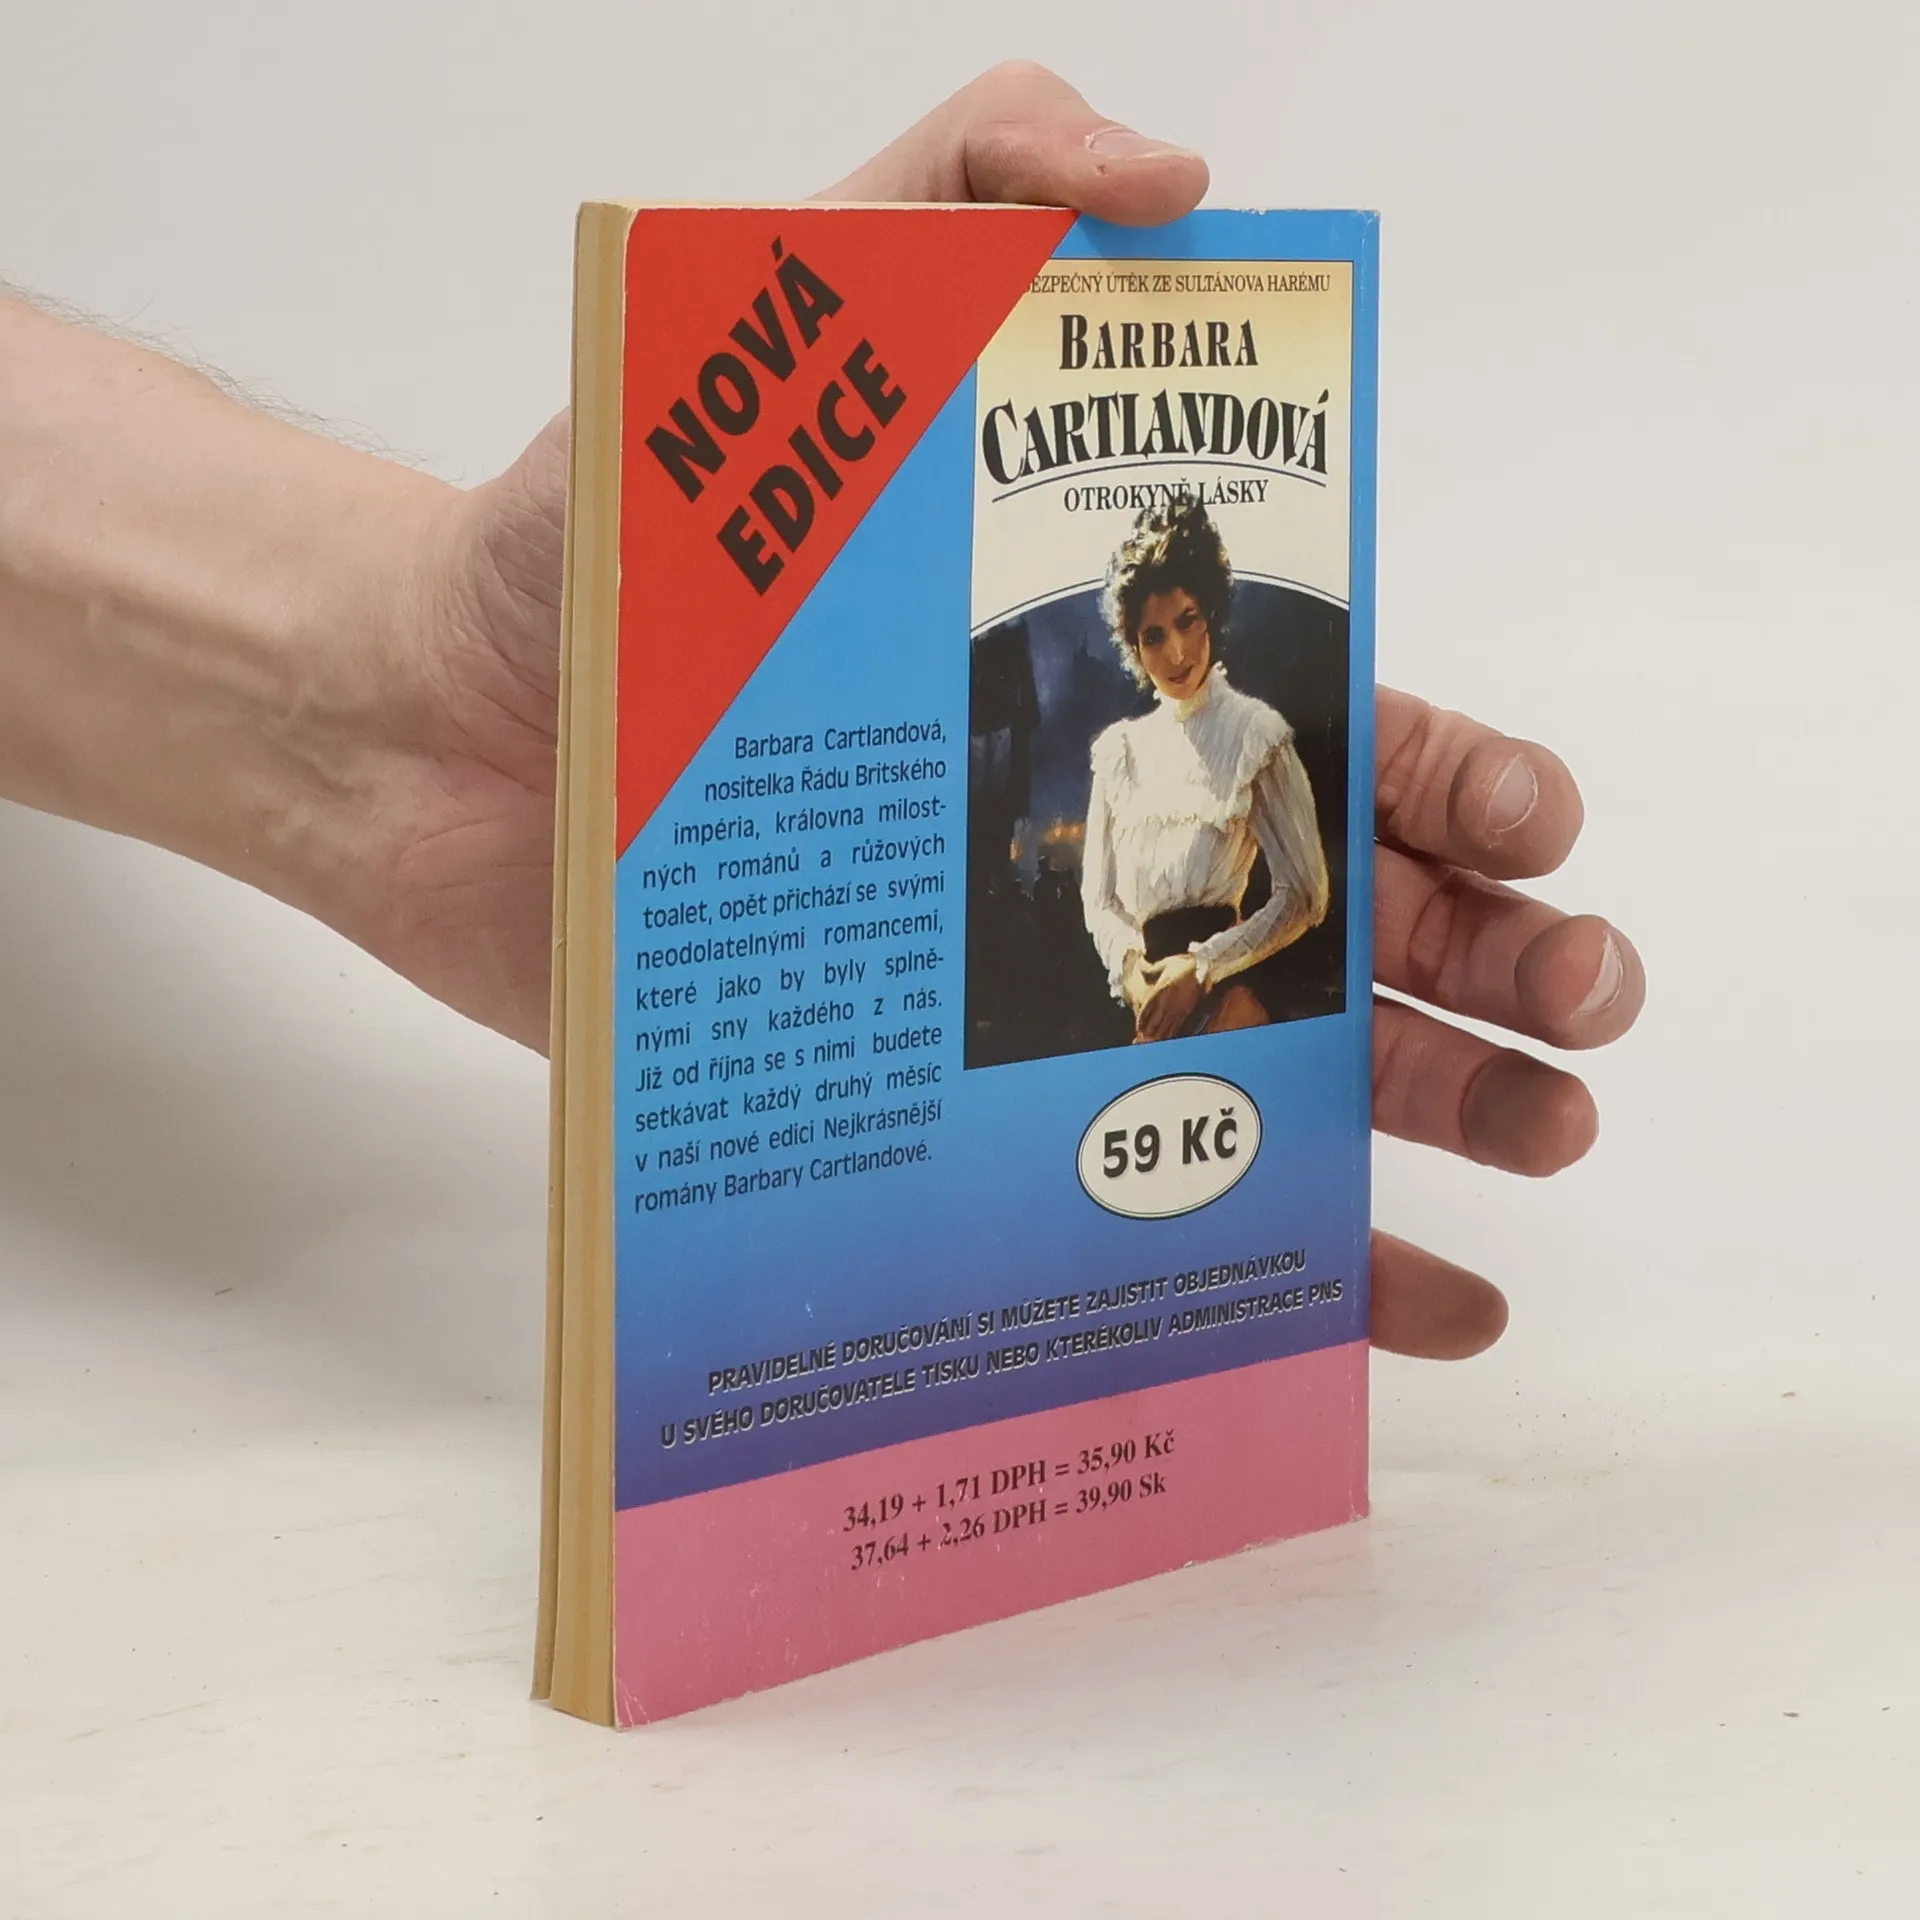 NOVÁ
EDICE
EZPEČNÝ ÚTĚK ZE SULTÁNOVA HARÉMU
BARBARA
CARTLANDOVÁ
OTROKYNĚ LÁSKY
Barbara Cartlandová,
nositelka Řádu Britského
impéria, královna milost-
ných románů a růžových
toalet, opět přichází se svými
neodolatelnými romancemi,
které jako by byly splně-
nými sny každého z nás.
Již od října se s nimi budete
setkávat každý druhý měsíc
v naší nové edici Nejkrásnější
romány Barbary Cartlandové.
59 Kč
PRAVIDELNÉ DORUČOVÁNÍ SI MŮŽETE ZAJISTIT OBJEDNÁVKOU
U SVÉHO DORUČOVATELE TISKU NEBO KTERÉKOLIV ADMINISTRACE PNS
34,19 + 1,71 DPH = 35,90 Kč
37,64 + 2,26 DPH = 39,90 Sk